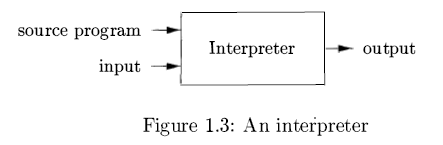 source program
Interpreter
output
input
Figure 1.3: An interpreter